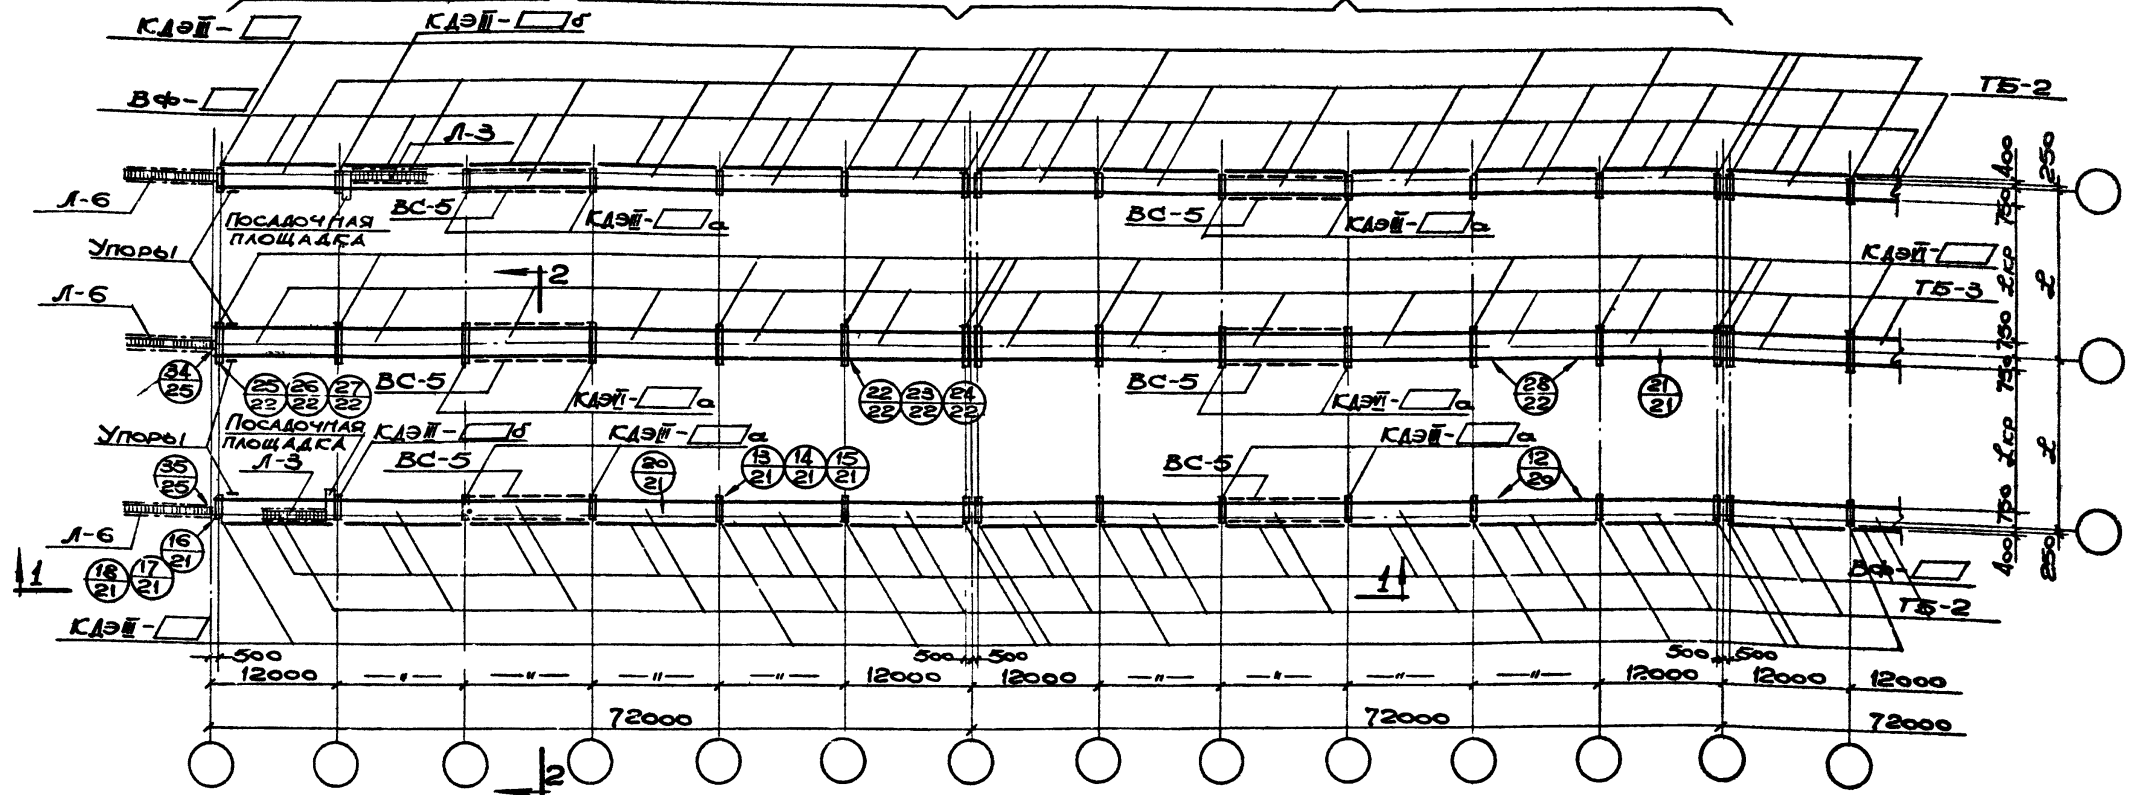 КДЭIII-
КДЭIII- б
ВФ-
Л-3
ТБ-2
400
250
Л-6
750
ПОСАДОЧНАЯ
ПЛОЩАДКА
ВС-5
КДЭIII- а
ВС-5
КДЭIII- а
УПОРЫ
2
КДЭII-
ℒкр
ℒ
Л-6
ТБ-3
750
34
25
25
22
26
22
27
22
ВС-5
КДЭVI- а
22
22
23
22
24
22
ВС-5
КДЭVI- а
28
22
21
21
750
УПОРЫ
ПОСАДОЧНАЯ
ПЛОЩАДКА
КДЭIII- б
КДЭIII- а
КДЭIII- а
ℒкр
ℒ
35
25
Л-3
ВС-5
20
21
13
21
14
21
15
21
ВС-5
12
20
750
Л-6
16
21
17
21
18
21
1
1
400
250
ВФ-
ТБ-2
КДЭIII-
500
500
500
500
500
12000
— " —
— " —
— " —
— " —
12000
12000
— " —
— " —
— " —
— " —
12000
12000
12000
72000
72000
72000
2